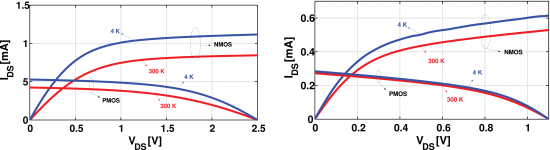 1.5
I_DS [mA]
1
0.5
0
4 K
NMOS
300 K
4 K
PMOS
300 K
0 0.5 1 1.5 2 2.5
V_DS [V]
0.6
I_DS [mA]
0.4
0.2
0
4 K
NMOS
300 K
4 K
PMOS
300 K
0 0.2 0.4 0.6 0.8 1
V_DS [V]